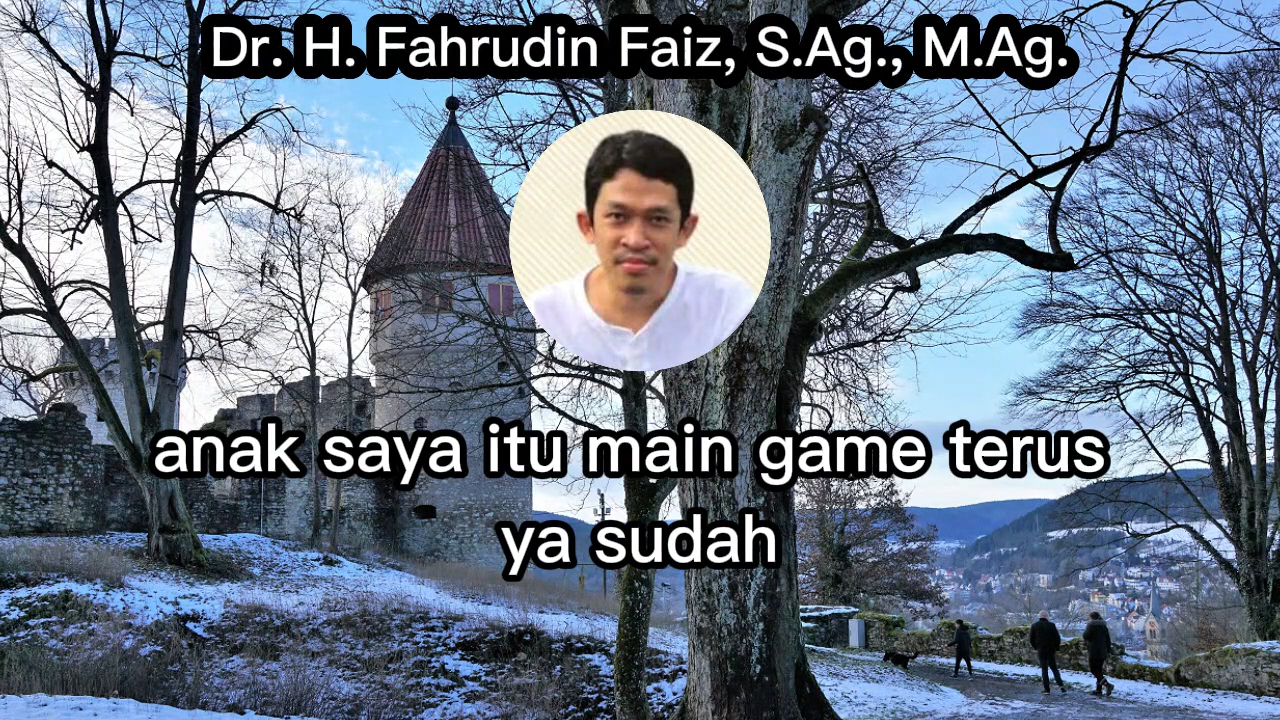 Dr. H. Fahrudin Faiz, S.Ag., M.Ag.
anak saya itu main game terus
ya sudah